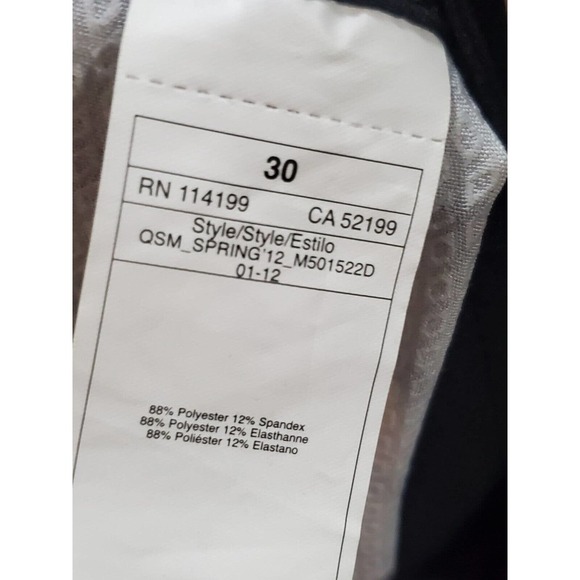 30
RN 114199 CA 52199
Style/Style/Estilo
QSM_SPRING'12_M501522D
01-12
88% Polyester 12% Spandex
88% Polyester 12% Elasthanne
88% Poliéster 12% Elastano